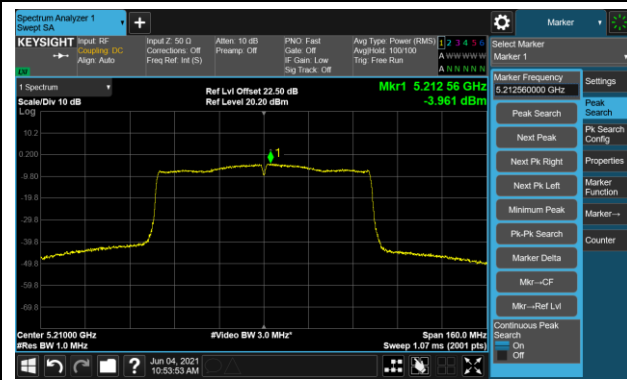 Spectrum Analyzer 1
Swept SA
Marker
KEYSIGHT
Input: RF
Coupling: DC
Align: Auto
Input Z: 50 Ω
Corrections: Off
Freq Ref: Int (S)
Atten: 10 dB
Preamp: Off
PNO: Fast
Gate: Off
IF Gain: Low
Sig Track: Off
Avg Type: Power (RMS)
Avg|Hold: 100/100
Trig: Free Run
1 2 3 4 5 6
A W W W W W
A N N N N N
LXI
Select Marker
Marker 1
1 Spectrum
Scale/Div 10 dB
Log
Ref Lvl Offset 22.50 dB
Ref Level 20.20 dBm
Mkr1 5.212 56 GHz
-3.961 dBm
10.2
0.200
-9.80
-19.8
-29.8
-39.8
-49.8
-59.8
-69.8
1
Center 5.21000 GHz
#Res BW 1.0 MHz
#Video BW 3.0 MHz*
Span 160.0 MHz
Sweep 1.07 ms (2001 pts)
Marker Frequency
5.212560000 GHz
Peak Search
Next Peak
Next Pk Right
Next Pk Left
Minimum Peak
Pk-Pk Search
Marker Delta
Mkr→CF
Mkr→Ref Lvl
Continuous Peak
Search
On
Off
Settings
Peak
Search
Pk Search
Config
Properties
Marker
Function
Marker→
Counter
?
Jun 04, 2021
10:53:53 AM